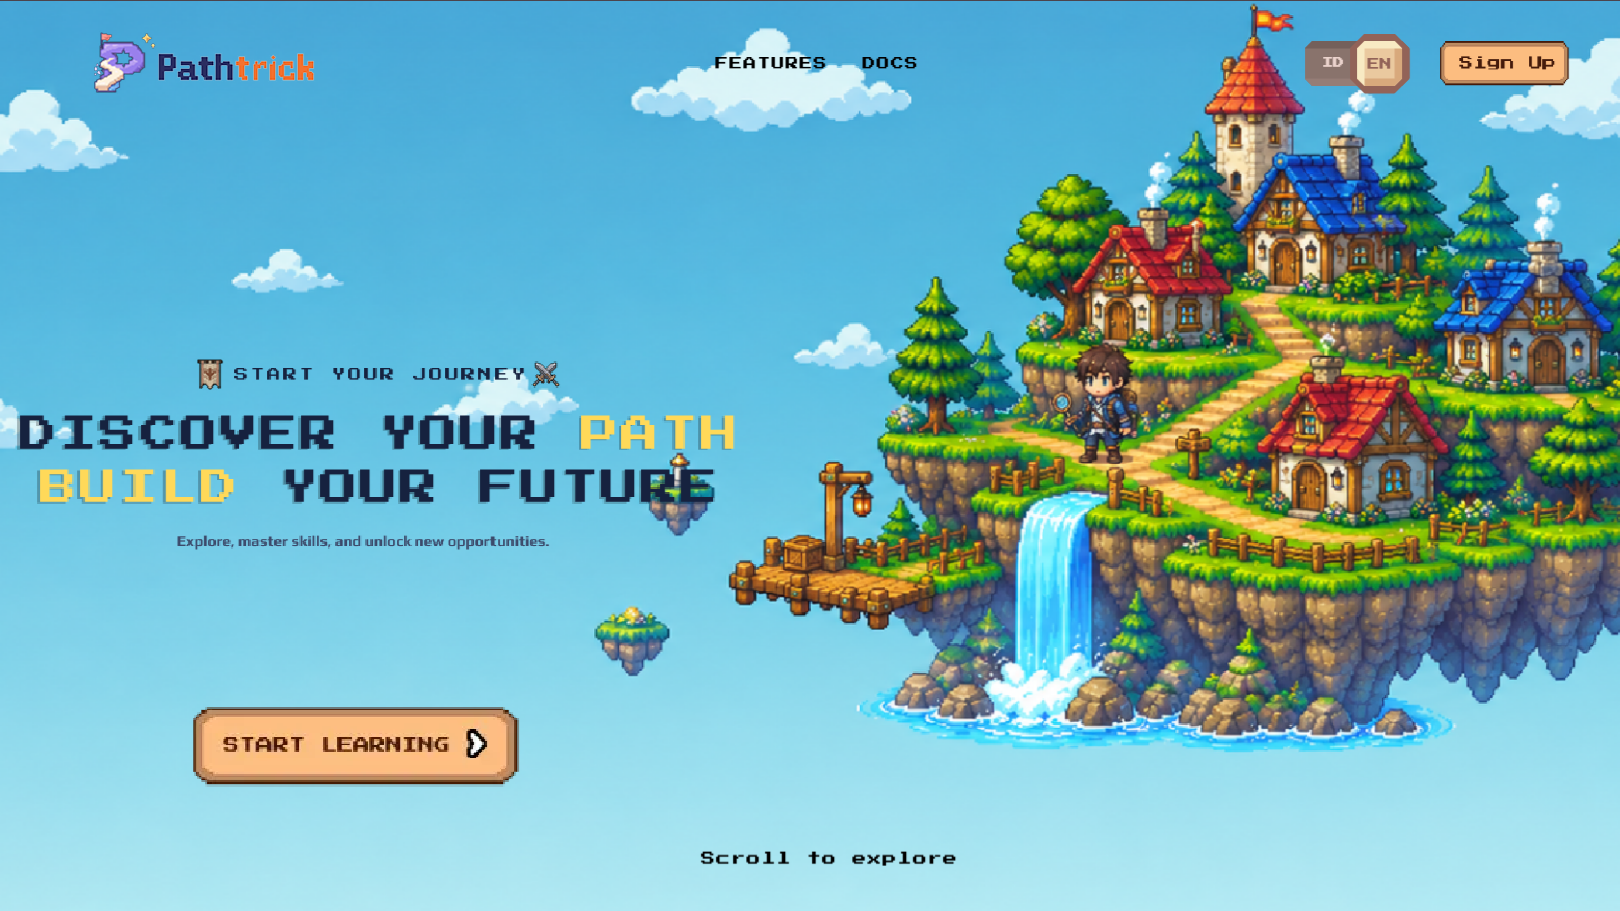 Pathtrick
FEATURES DOCS
ID EN
Sign Up
START YOUR JOURNEY
DISCOVER YOUR PATH
BUILD YOUR FUTURE
Explore, master skills, and unlock new opportunities.
START LEARNING
Scroll to explore